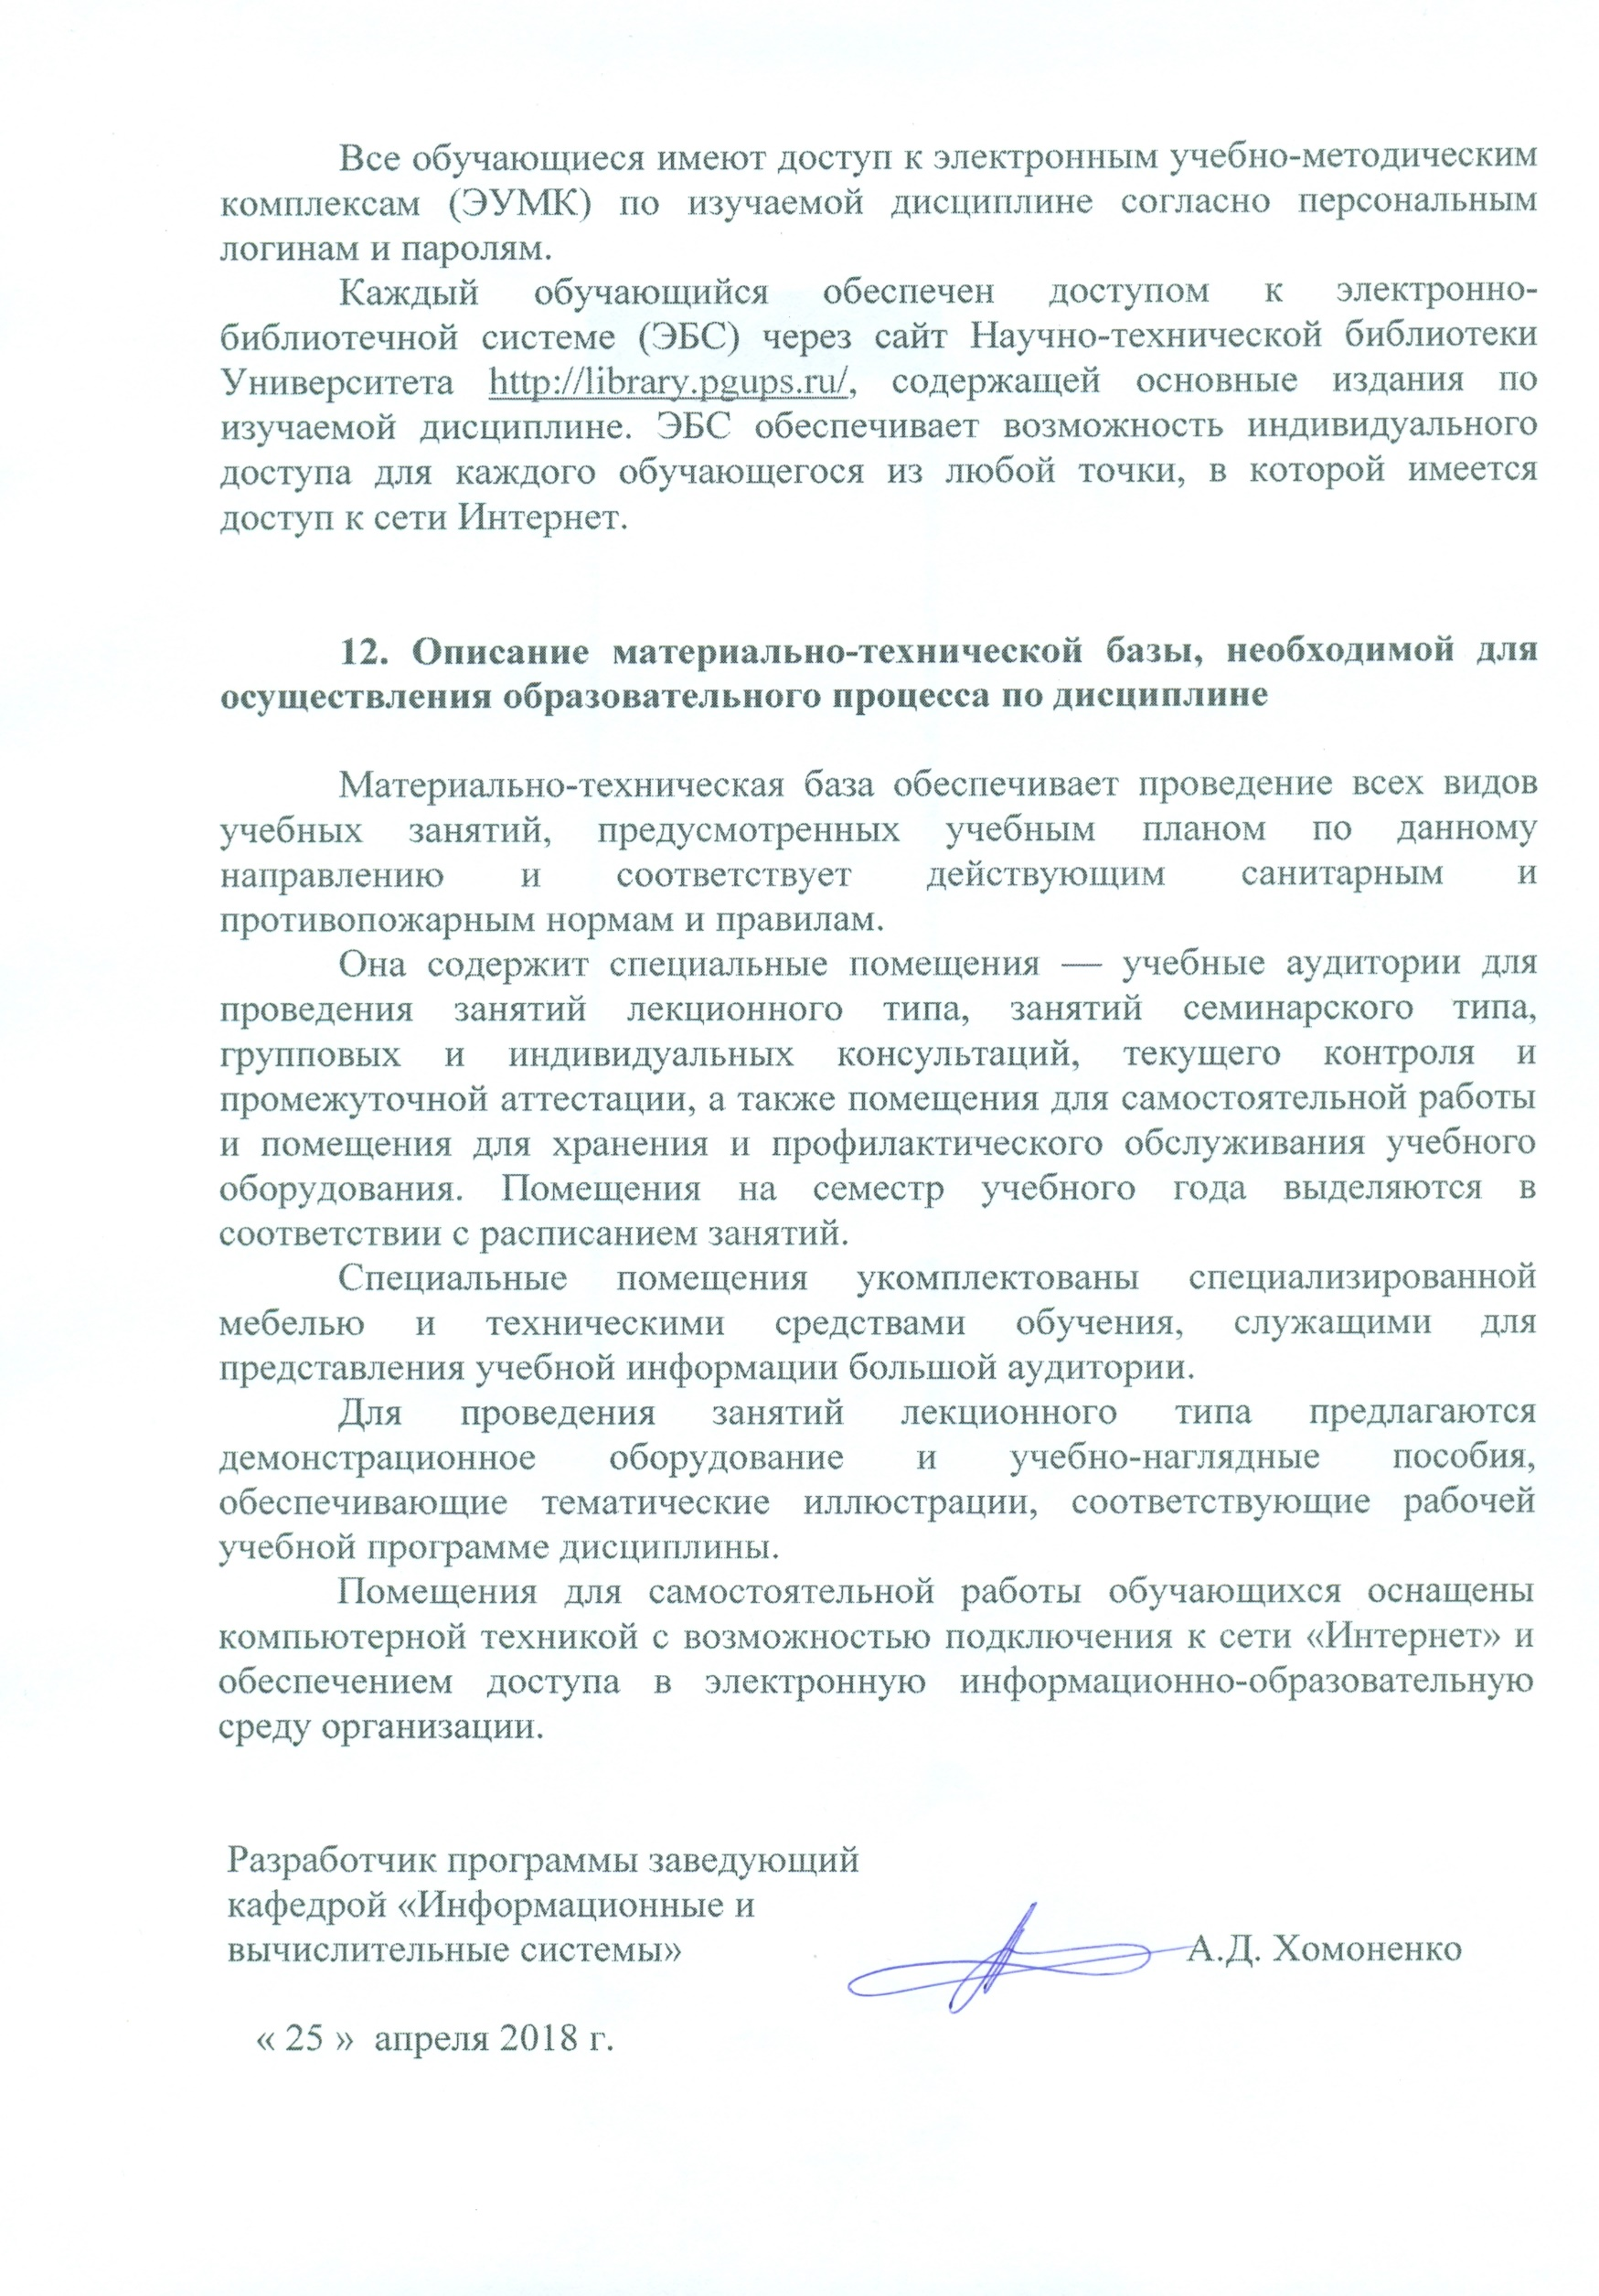 Все обучающиеся имеют доступ к электронным учебно-методическим
комплексам (ЭУМК) по изучаемой дисциплине согласно персональным
логинам и паролям.
Каждый обучающийся обеспечен доступом к электронно-
библиотечной системе (ЭБС) через сайт Научно-технической библиотеки
Университета http://library.pgups.ru/, содержащей основные издания по
изучаемой дисциплине. ЭБС обеспечивает возможность индивидуального
доступа для каждого обучающегося из любой точки, в которой имеется
доступ к сети Интернет.
12. Описание материально-технической базы, необходимой для
осуществления образовательного процесса по дисциплине
Материально-техническая база обеспечивает проведение всех видов
учебных занятий, предусмотренных учебным планом по данному
направлению и соответствует действующим санитарным и
противопожарным нормам и правилам.
Она содержит специальные помещения — учебные аудитории для
проведения занятий лекционного типа, занятий семинарского типа,
групповых и индивидуальных консультаций, текущего контроля и
промежуточной аттестации, а также помещения для самостоятельной работы
и помещения для хранения и профилактического обслуживания учебного
оборудования. Помещения на семестр учебного года выделяются в
соответствии с расписанием занятий.
Специальные помещения укомплектованы специализированной
мебелью и техническими средствами обучения, служащими для
представления учебной информации большой аудитории.
Для проведения занятий лекционного типа предлагаются
демонстрационное оборудование и учебно-наглядные пособия,
обеспечивающие тематические иллюстрации, соответствующие рабочей
учебной программе дисциплины.
Помещения для самостоятельной работы обучающихся оснащены
компьютерной техникой с возможностью подключения к сети «Интернет» и
обеспечением доступа в электронную информационно-образовательную
среду организации.
Разработчик программы заведующий
кафедрой «Информационные и
вычислительные системы» А.Д. Хомоненко
« 25 » апреля 2018 г.